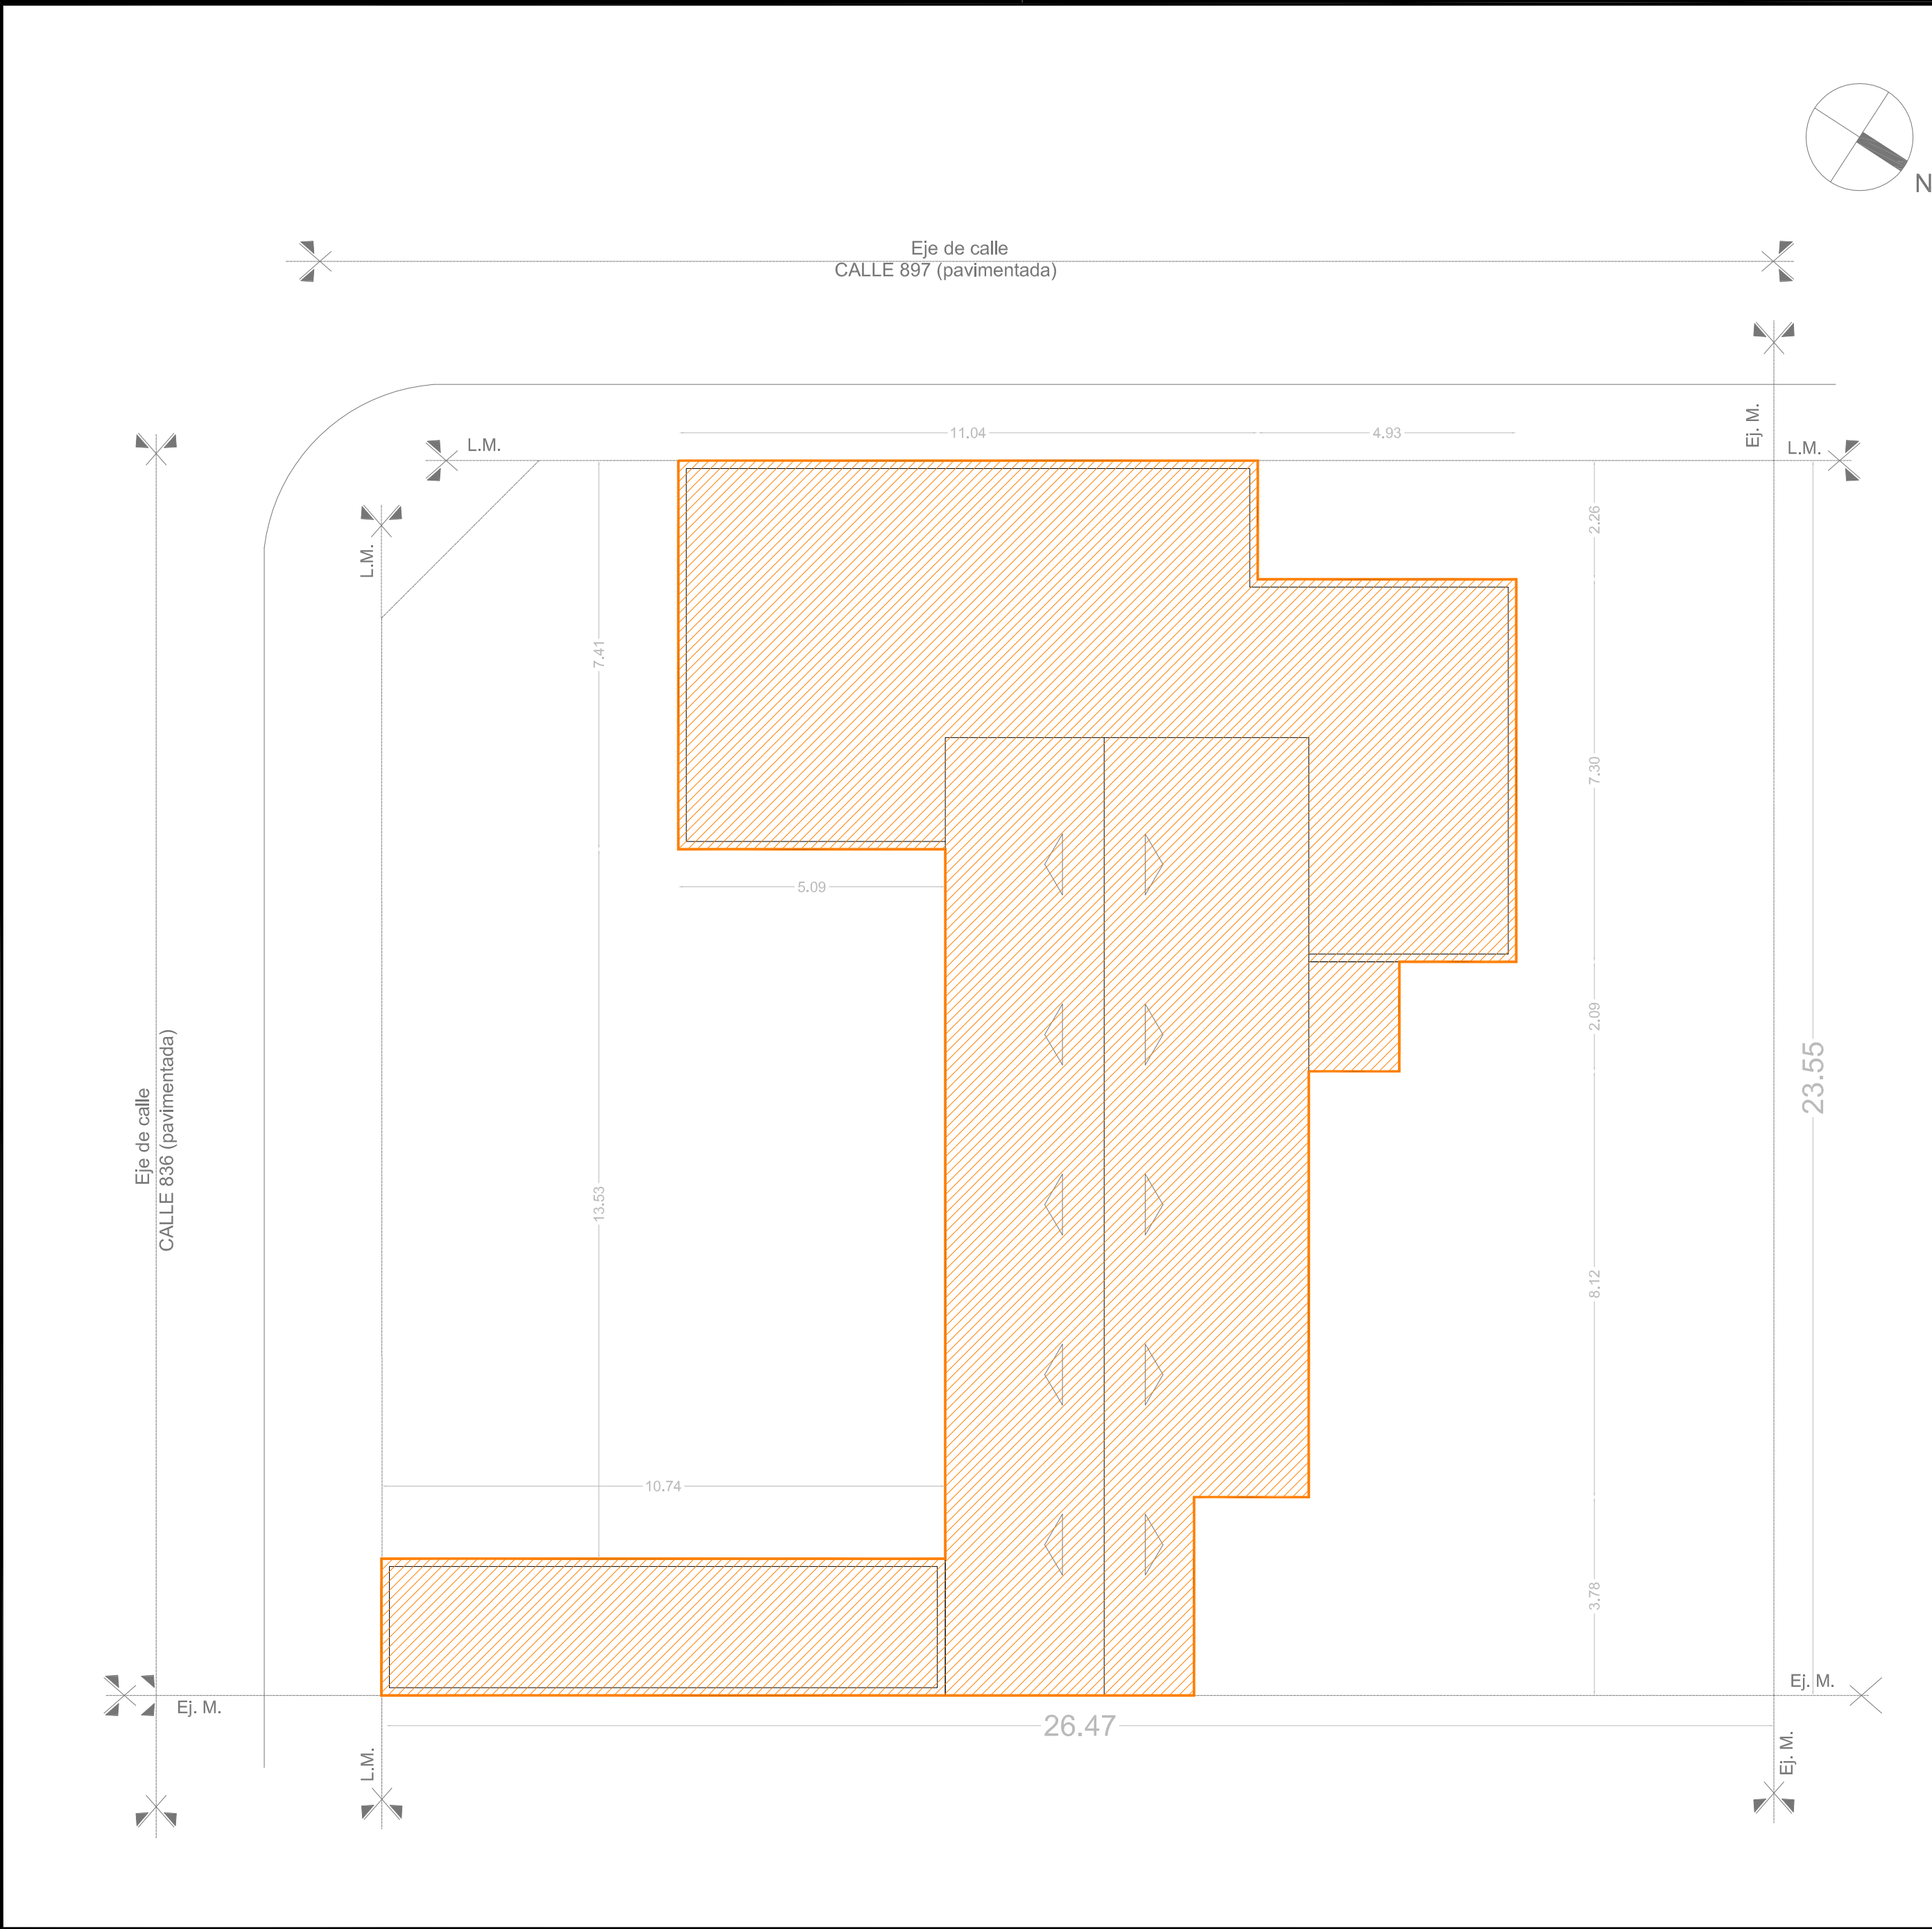 N
Eje de calle
CALLE 897 (pavimentada)
Ej. M.
11.04
4.93
L.M.
L.M.
L.M.
2.26
7.41
7.30
5.09
2.09
23.55
Eje de calle
CALLE 836 (pavimentada)
13.53
8.12
10.74
3.78
Ej. M.
Ej. M.
26.47
L.M.
Ej. M.